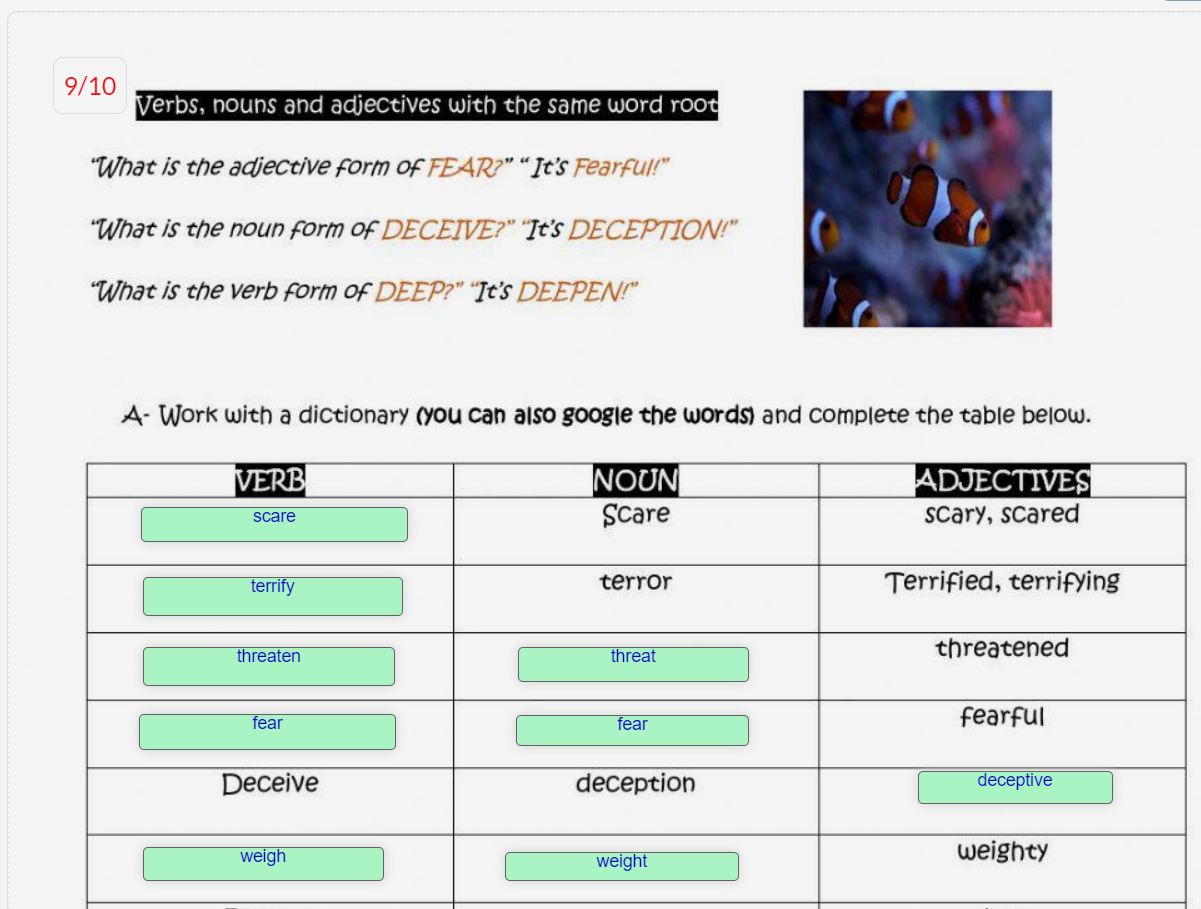 9/10
Verbs, nouns and adjectives with the same word root
“What is the adjective form of FEAR?” “ It’s Fearful!”
“What is the noun form of DECEIVE?” “It’s DECEPTION!”
“What is the verb form of DEEP?” “It’s DEEPEN!”
A- Work with a dictionary (you can also google the words) and complete the table below.
VERB NOUN ADJECTIVES
scare Scare scary, scared
terrify terror Terrified, terrifying
threaten threat threatened
fear fear fearful
Deceive deception deceptive
weigh weight weighty